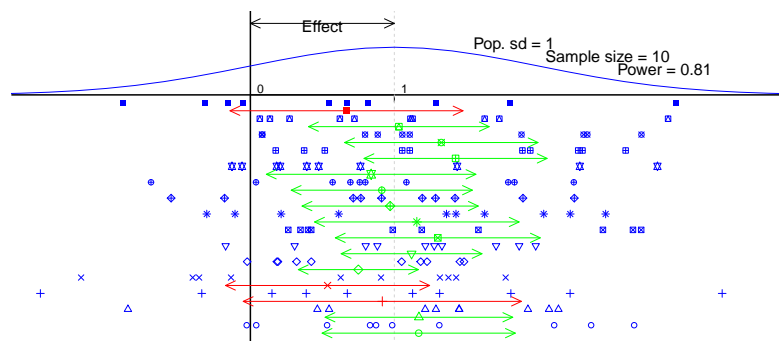 Effect
Pop. sd = 1
Sample size = 10
Power = 0.81
0
1